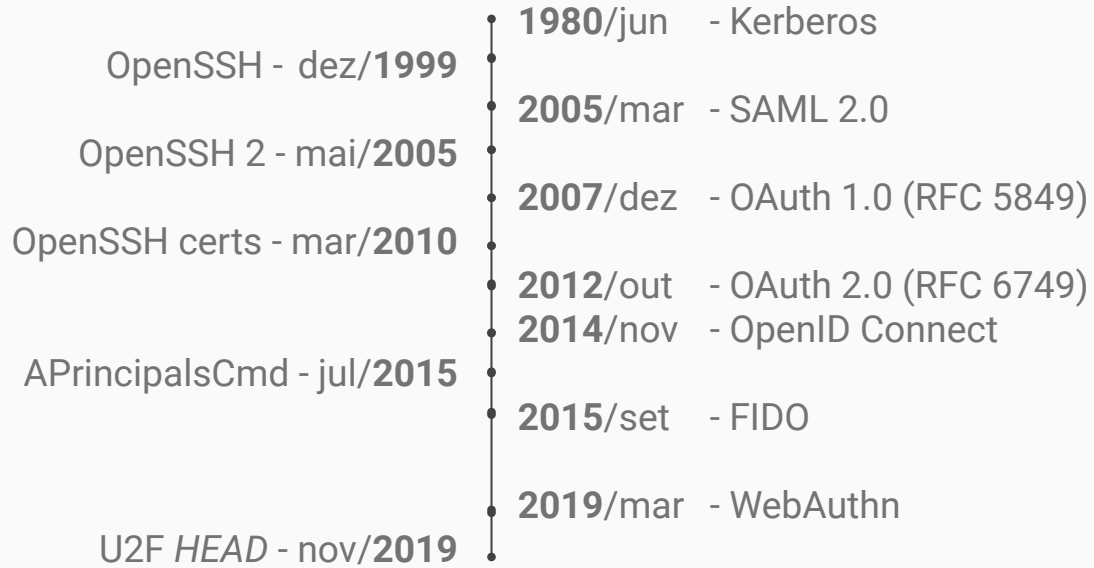 1980/jun - Kerberos
OpenSSH - dez/1999
2005/mar - SAML 2.0
OpenSSH 2 - mai/2005
2007/dez - OAuth 1.0 (RFC 5849)
OpenSSH certs - mar/2010
2012/out - OAuth 2.0 (RFC 6749)
2014/nov - OpenID Connect
APrincipalsCmd - jul/2015
2015/set - FIDO
2019/mar - WebAuthn
U2F HEAD - nov/2019